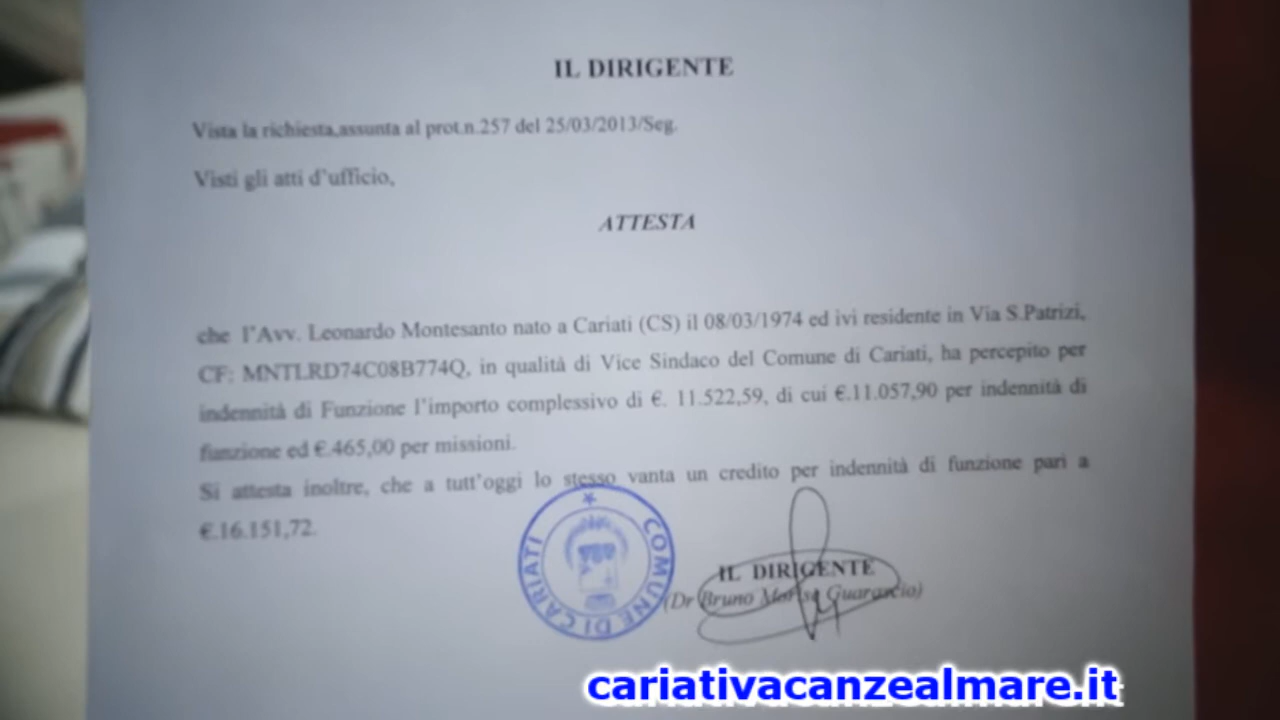 IL DIRIGENTE
Vista la richiesta,assunta al prot.n.257 del 25/03/2013/Seg.
Visti gli atti d'ufficio,
ATTESTA
che l'Avv. Leonardo Montesanto nato a Cariati (CS) il 08/03/1974 ed ivi residente in Via S.Patrizi,
CF: MNTLRD74C08B774Q, in qualità di Vice Sindaco del Comune di Cariati, ha percepito per
indennità di Funzione l'importo complessivo di €. 11.522,59, di cui €.11.057,90 per indennità di
funzione ed €.465,00 per missioni.
Si attesta inoltre, che a tutt'oggi lo stesso vanta un credito per indennità di funzione pari a
€.16.151,72.
COMUNE DI CARIATI
IL DIRIGENTE
(Dr Bruno Guarascio)
cariativacanzealmare.it